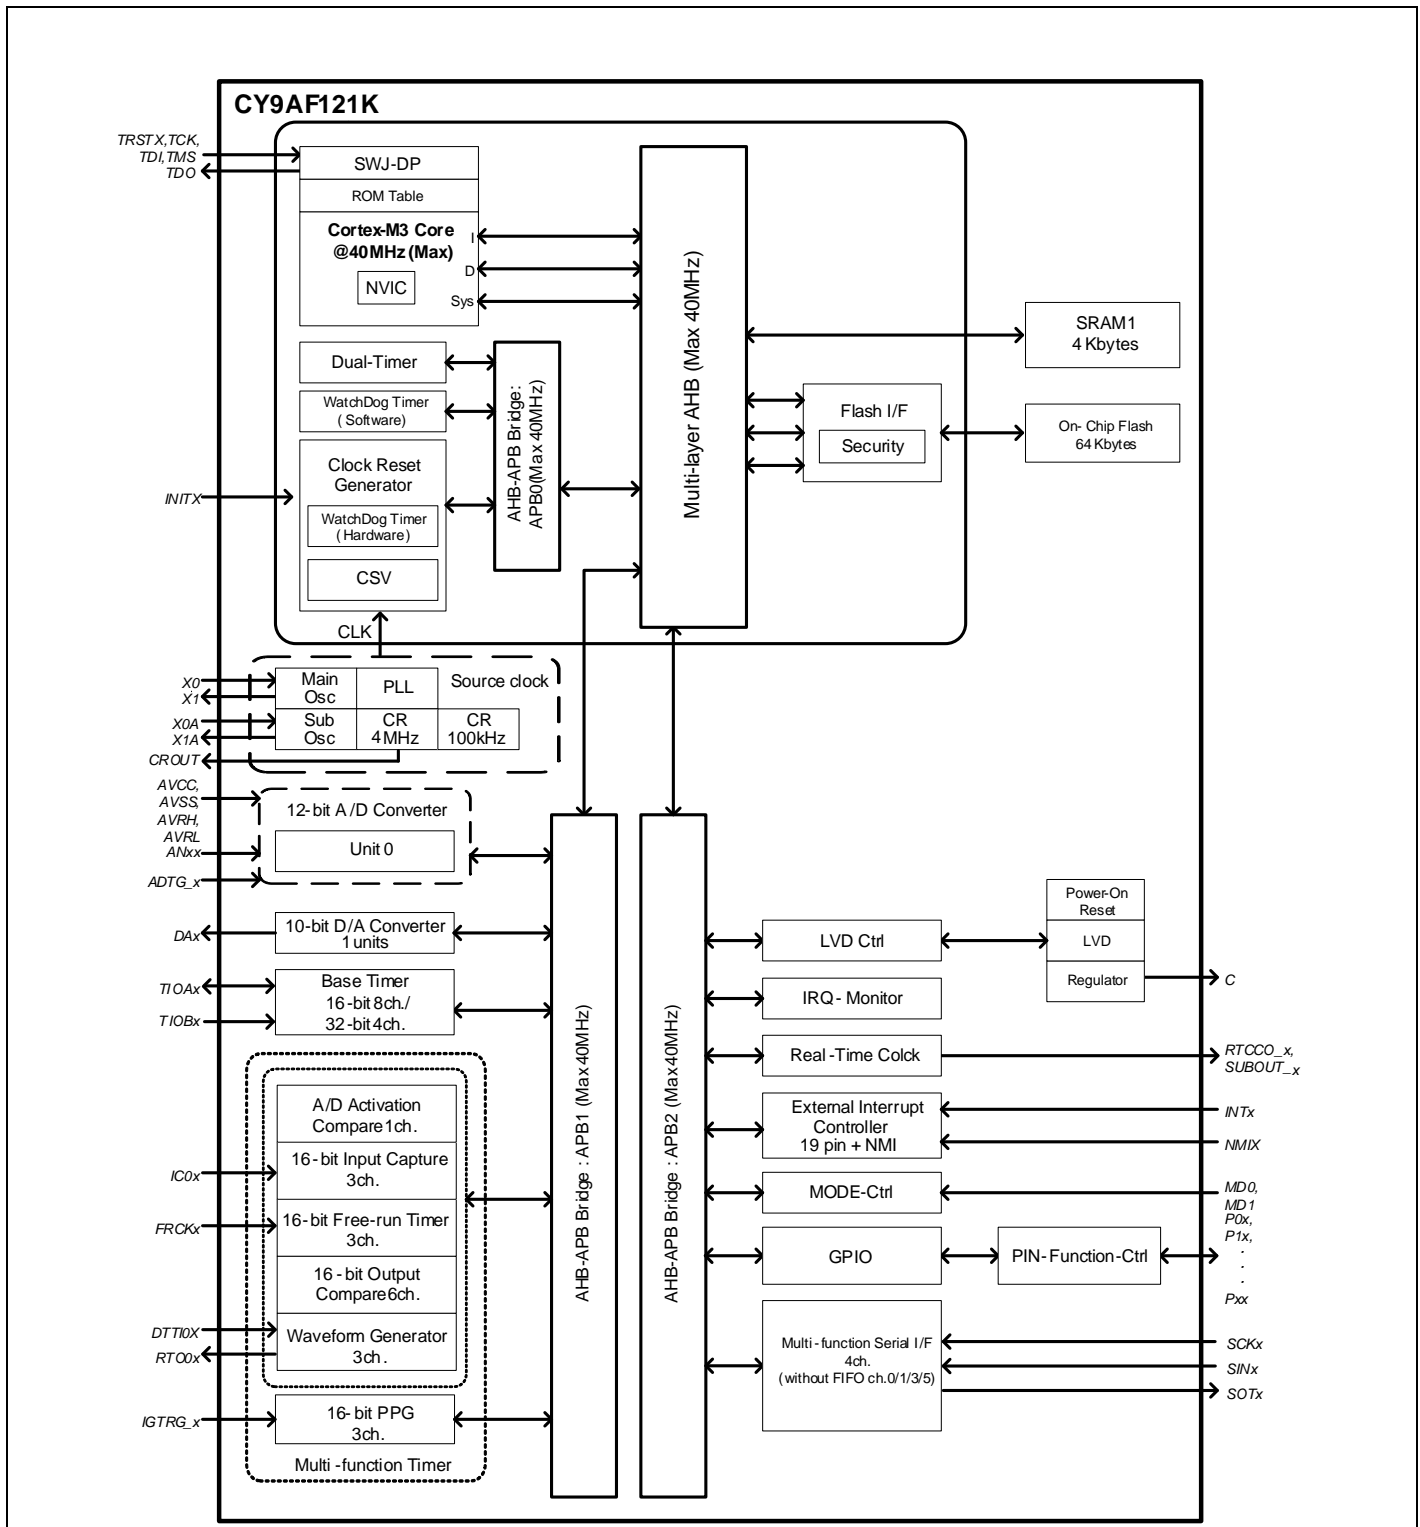 CY9AF121K
TRSTX,TCK,
TDI,TMS
TDO
SWJ-DP
ROM Table
Cortex-M3 Core
@40MHz(Max)
NVIC
I
D
Sys
Multi-layer AHB (Max 40MHz)
SRAM1
4 Kbytes
Dual-Timer
WatchDog Timer
(Software)
AHB-APB Bridge:
APB0(Max 40MHz)
Flash I/F
Security
On-Chip Flash
64 Kbytes
INITX
Clock Reset
Generator
WatchDog Timer
(Hardware)
CSV
CLK
X0
X1
X0A
X1A
CROUT
Main
Osc
PLL
Source clock
Sub
Osc
CR
4MHz
CR
100kHz
AVCC,
AVSS,
AVRH,
AVRL
ANxx
ADTG_x
12-bit A/D Converter
Unit 0
DAx
10-bit D/A Converter
1units
TIOAx
TIOBx
Base Timer
16-bit 8ch./
32-bit 4ch.
A/D Activation
Compare1ch.
IC0x
16-bit Input Capture
3ch.
FRCKx
16-bit Free-run Timer
3ch.
16-bit Output
Compare6ch.
DTTI0X
RTO0x
Waveform Generator
3ch.
IGTRG_x
16-bit PPG
3ch.
Multi-function Timer
AHB-APB Bridge : APB1 (Max40MHz)
AHB-APB Bridge : APB2 (Max40MHz)
LVD Ctrl
Power-On
Reset
LVD
Regulator
C
IRQ-Monitor
Real-Time Colck
RTCCO_x,
SUBOUT_x
External Interrupt
Controller
19 pin + NMI
INTx
NMIX
MODE-Ctrl
MD0,
MD1
GPIO
PIN-Function-Ctrl
P0x,
P1x,
.
.
.
Pxx
Multi-function Serial I/F
4ch.
(without FIFO ch.0/1/3/5)
SCKx
SINx
SOTx